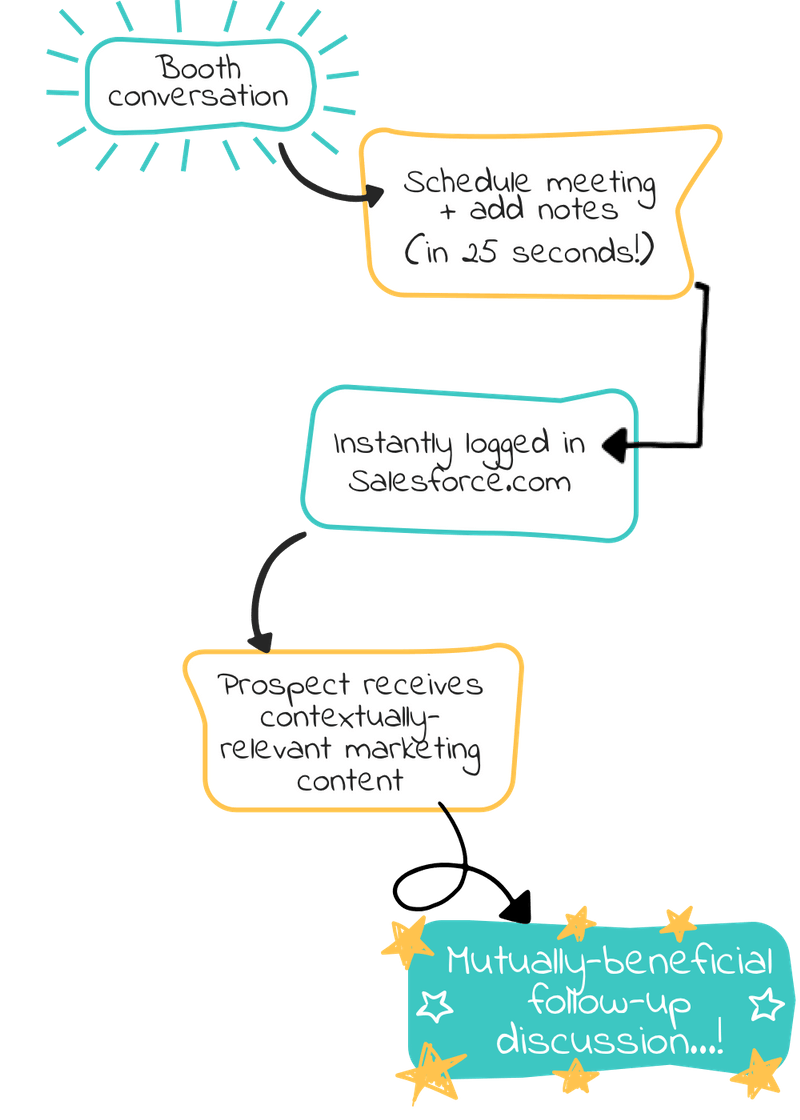 Booth
conversation
Schedule meeting
+ add notes
(in 25 seconds!)
Instantly logged in
Salesforce.com
Prospect receives
contextually-
relevant marketing
content
Mutually-beneficial
follow-up
discussion...!